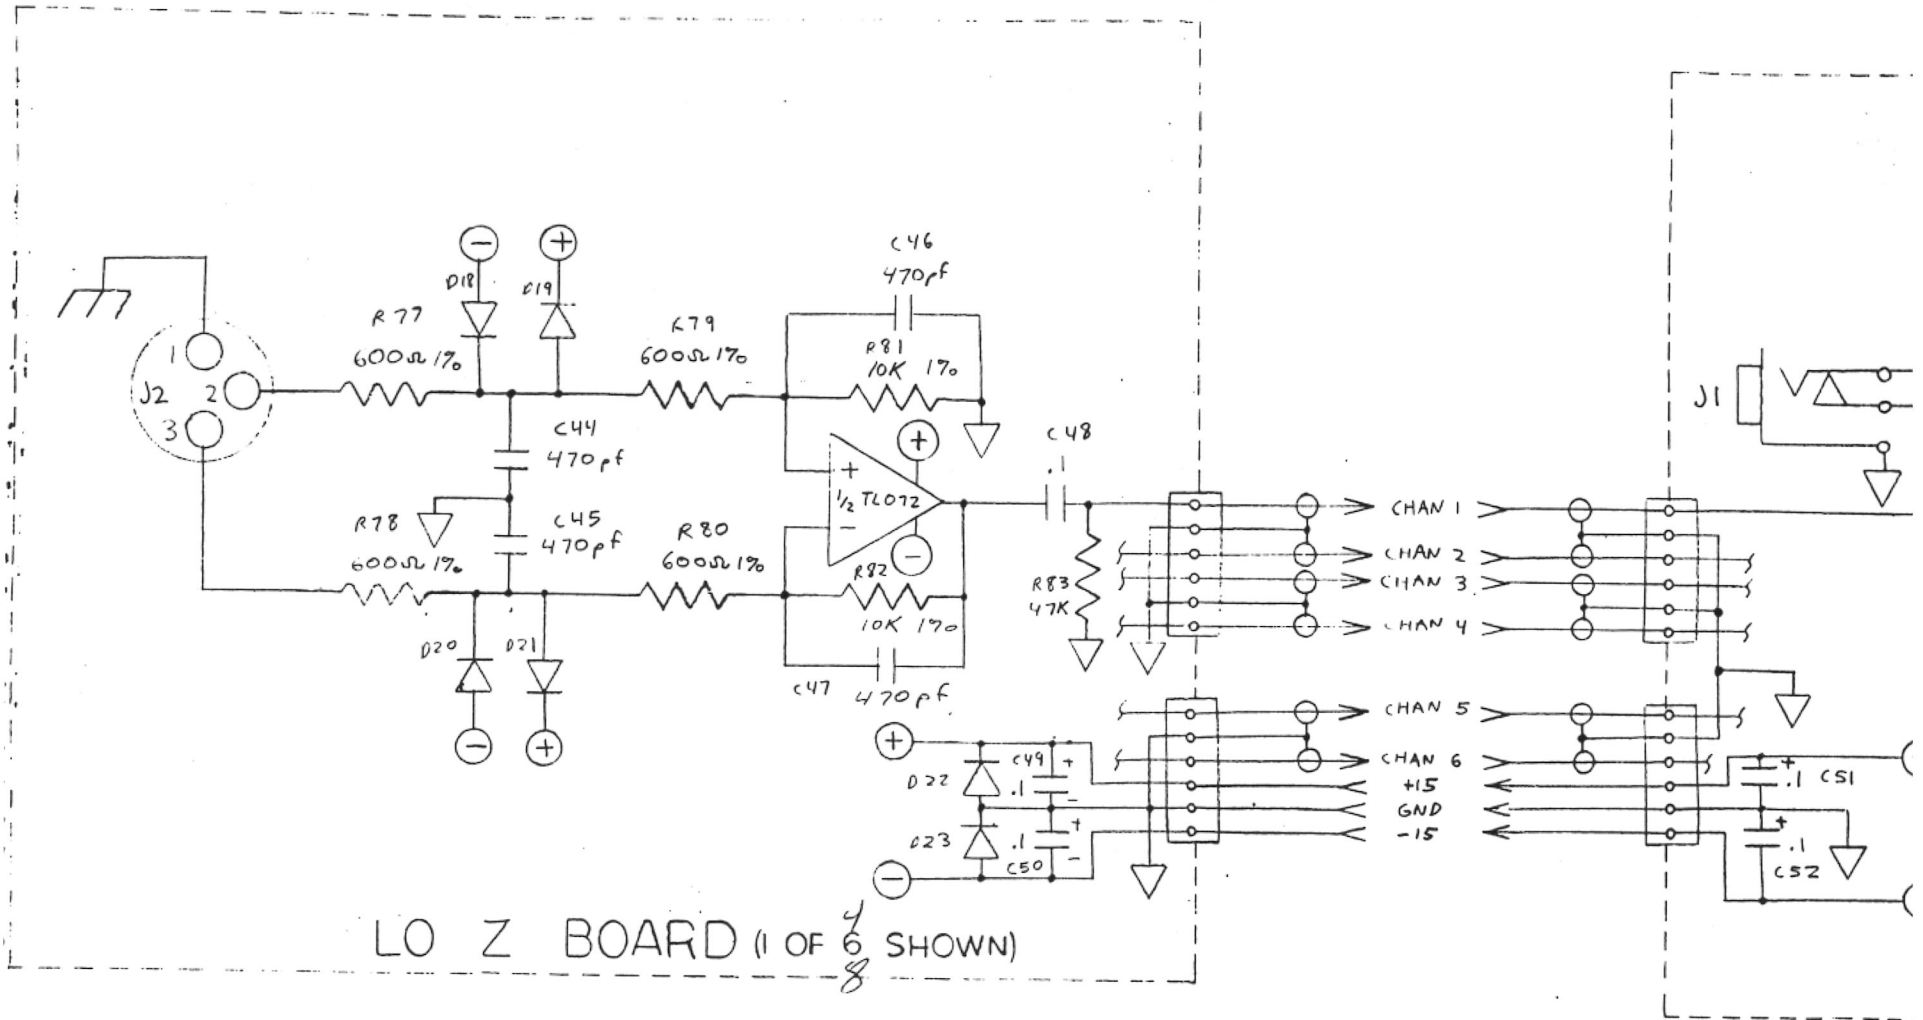 C46
470pf
D18
D19
R77
600Ω 1%
R79
600Ω 1%
R81
10K 1%
J2
1
2
3
C44
470pf
C45
470pf
R78
600Ω 1%
R80
600Ω 1%
+
1/2 TL072
−
+
−
R82
10K 1%
C47 470pf
D20
D21
−
+
−
+
C48
.1
R83
47K
CHAN 1
CHAN 2
CHAN 3
CHAN 4
CHAN 5
CHAN 6
+15
GND
-15
J1
+
D22
C49
+
.1
−
D23
+
.1
−
C50
−
+
.1 C51
+
.1
C52
LO Z BOARD (1 OF 6 SHOWN)
4
8